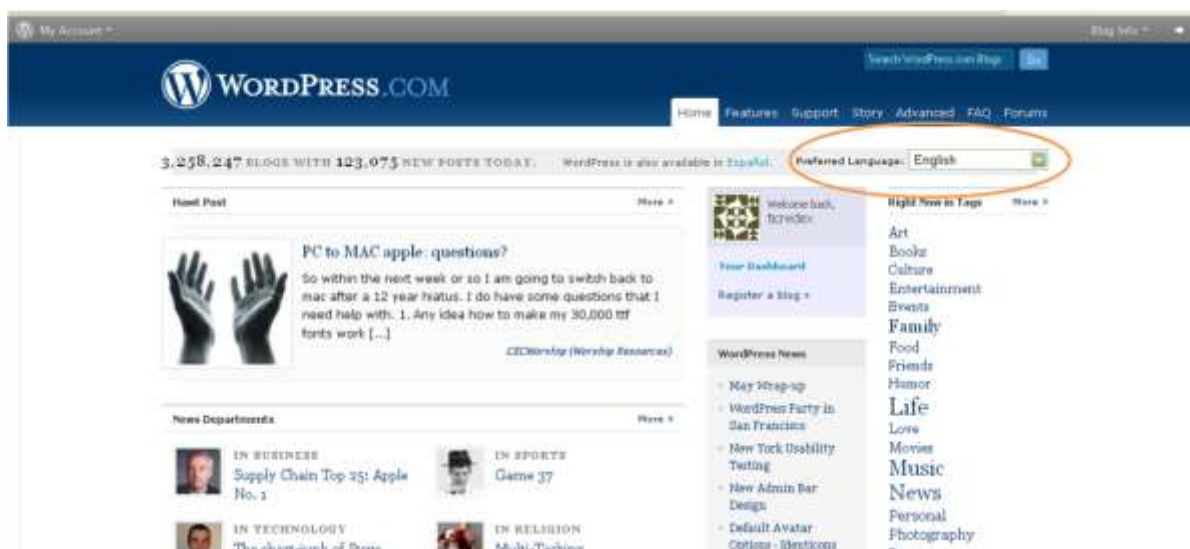 My Account
Blog Info
Search WordPress.com Blogs
Go
WORDPRESS.COM
Home Features Support Story Advanced FAQ Forums
3,258,247 BLOGS WITH 123,075 NEW POSTS TODAY. WordPress is also available in Español. Preferred Language: English
Hawt Post More »
PC to MAC apple: questions?
So within the next week or so I am going to switch back to
mac after a 12 year hiatus. I do have some questions that I
need help with. 1. Any idea how to make my 30,000 ttf
fonts work [...]
(Worship Resources)
News Departments More »
IN BUSINESS
Supply Chain Top 25: Apple
No. 1
IN SPORTS
Game 37
IN TECHNOLOGY
IN RELIGION
Welcome back,
ticredex
Your Dashboard
Register a blog »
WordPress News
May Wrap-up
WordPress Party in
San Francisco
New York Usability
Testing
New Admin Bar
Design
Default Avatar
Options - Identicons
Right Now in Tags More »
Art
Books
Culture
Entertainment
Events
Family
Food
Friends
Humor
Life
Love
Movies
Music
News
Personal
Photography